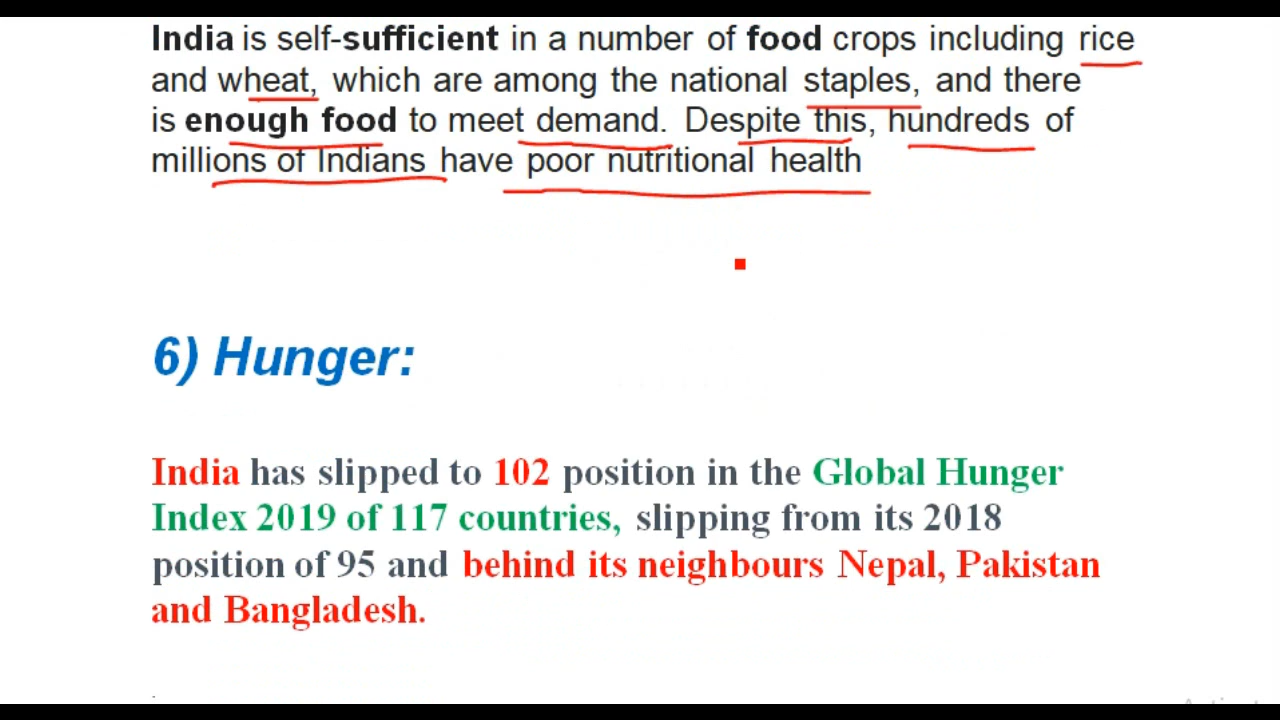 India is self-sufficient in a number of food crops including rice
and wheat, which are among the national staples, and there
is enough food to meet demand. Despite this, hundreds of
millions of Indians have poor nutritional health
6) Hunger:
India has slipped to 102 position in the Global Hunger
Index 2019 of 117 countries, slipping from its 2018
position of 95 and behind its neighbours Nepal, Pakistan
and Bangladesh.